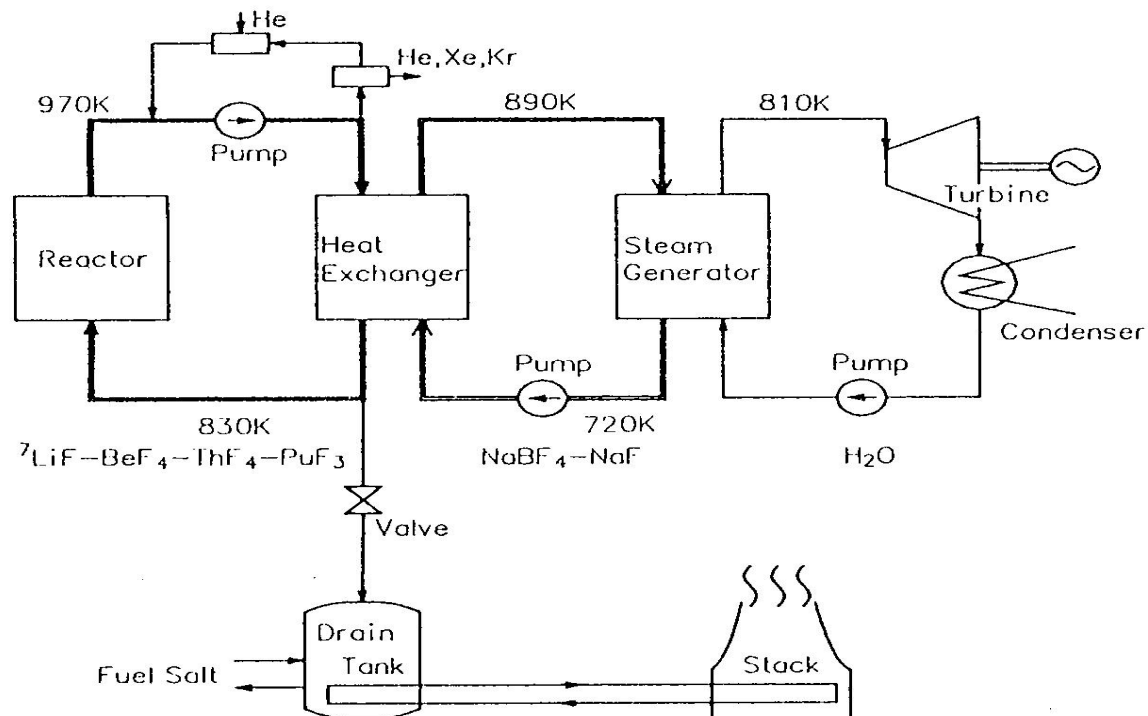 He
He,Xe,Kr
970K
890K
810K
Pump
Turbine
Reactor
Heat
Exchanger
Steam
Generator
Condenser
Pump
Pump
830K
720K
⁷LiF-BeF₄-ThF₄-PuF₃
NaBF₄-NaF
H₂O
Valve
Drain
Tank
Fuel Salt
Stack